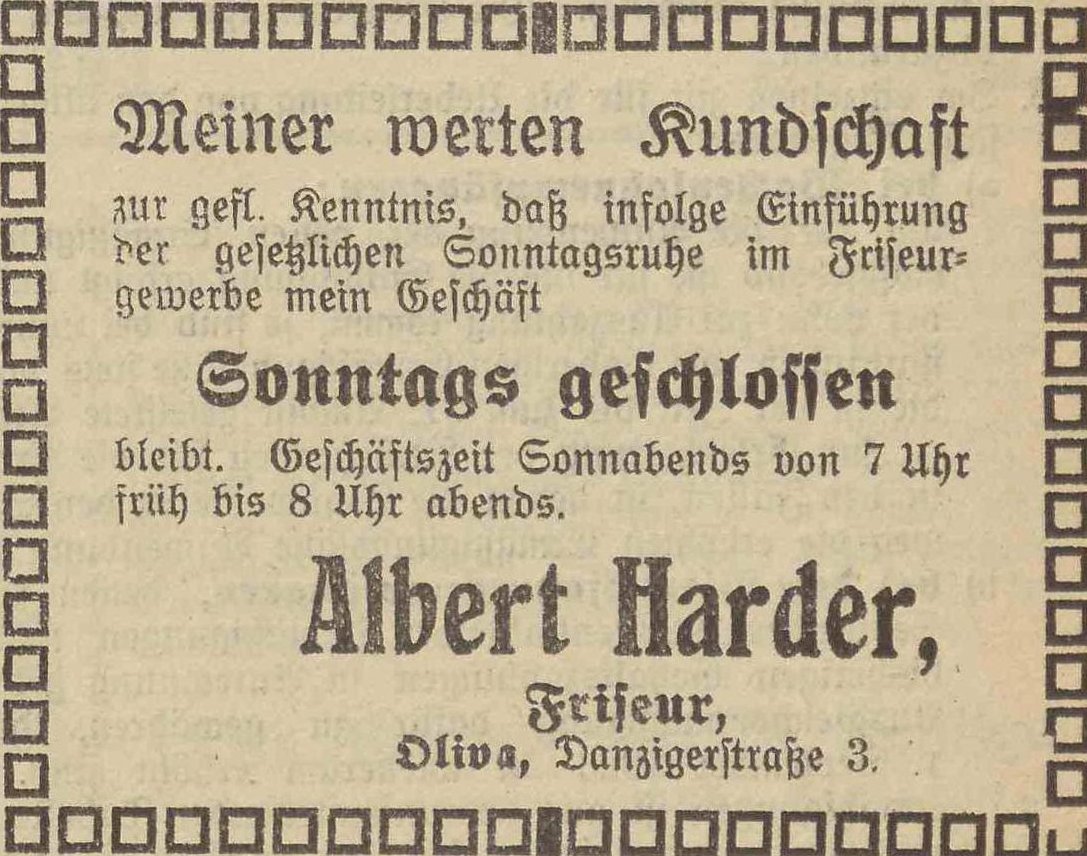 Meiner werten Kundschaft
zur gefl. Kenntnis, daß infolge Einführung
der gesetzlichen Sonntagsruhe im Friseur-
gewerbe mein Geschäft
Sonntags geschlossen
bleibt. Geschäftszeit Sonnabends von 7 Uhr
früh bis 8 Uhr abends.
Albert Harder,
Friseur,
Oliva, Danzigerstraße 3.